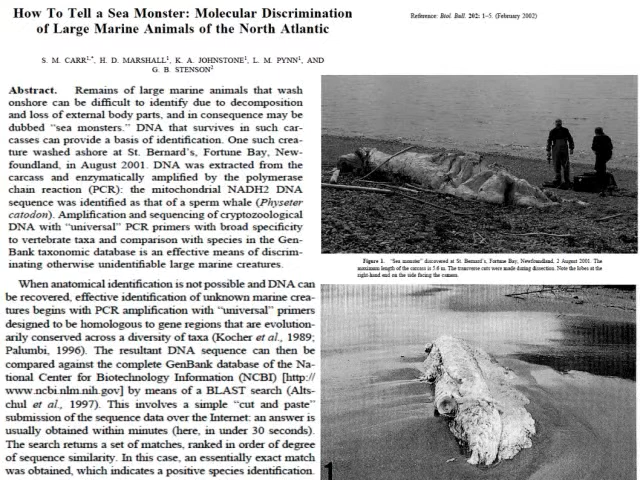 How To Tell a Sea Monster: Molecular Discrimination
of Large Marine Animals of the North Atlantic
Reference: Biol. Bull. 202: 1–5. (February 2002)
S. M. CARR¹,*, H. D. MARSHALL¹, K. A. JOHNSTONE¹, L. M. PYNN¹, AND
G. B. STENSON²
Abstract. Remains of large marine animals that wash
onshore can be difficult to identify due to decomposition
and loss of external body parts, and in consequence may be
dubbed “sea monsters.” DNA that survives in such car-
casses can provide a basis of identification. One such crea-
ture washed ashore at St. Bernard’s, Fortune Bay, New-
foundland, in August 2001. DNA was extracted from the
carcass and enzymatically amplified by the polymerase
chain reaction (PCR): the mitochondrial NADH2 DNA
sequence was identified as that of a sperm whale (Physeter
catodon). Amplification and sequencing of cryptozoological
DNA with “universal” PCR primers with broad specificity
to vertebrate taxa and comparison with species in the Gen-
Bank taxonomic database is an effective means of discrim-
inating otherwise unidentifiable large marine creatures.
When anatomical identification is not possible and DNA can
be recovered, effective identification of unknown marine crea-
tures begins with PCR amplification with “universal” primers
designed to be homologous to gene regions that are evolution-
arily conserved across a diversity of taxa (Kocher et al., 1989;
Palumbi, 1996). The resultant DNA sequence can then be
compared against the complete GenBank database of the Na-
tional Center for Biotechnology Information (NCBI) [http://
www.ncbi.nlm.nih.gov] by means of a BLAST search (Alts-
chul et al., 1997). This involves a simple “cut and paste”
submission of the sequence data over the Internet: an answer is
usually obtained within minutes (here, in under 30 seconds).
The search returns a set of matches, ranked in order of degree
of sequence similarity. In this case, an essentially exact match
was obtained, which indicates a positive species identification.
Figure 1. “Sea monster” discovered at St. Bernard’s, Fortune Bay, Newfoundland, 2 August 2001. The
maximum length of the carcass is 5.6 m. The transverse cuts were made during dissection. Note the lobes at the
right-hand end on the side facing the camera.
1